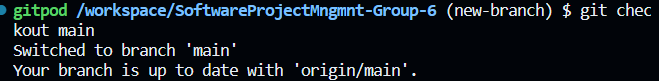 gitpod /workspace/SoftwareProjectMngmnt-Group-6 (new-branch) $ git chec
kout main
Switched to branch 'main'
Your branch is up to date with 'origin/main'.